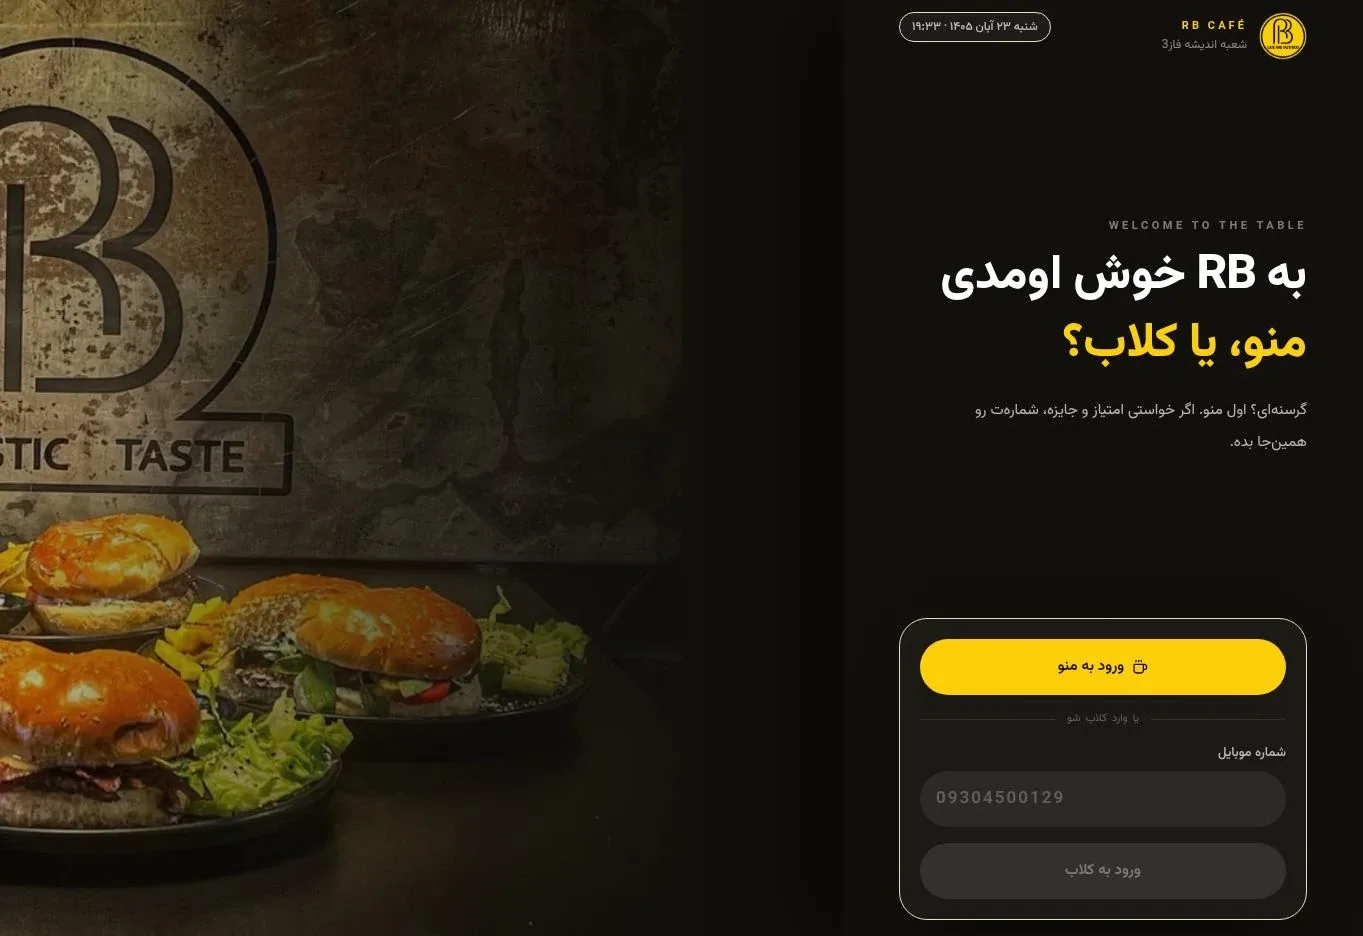 RB CAFÉ
شعبه اندیشه فاز3
شنبه ۲۳ آبان ۱۴۰۵ · ۱۹:۳۳
WELCOME TO THE TABLE
به RB خوش اومدی
منو، یا کلاب؟
گرسنه‌ای؟ اول منو. اگر خواستی امتیاز و جایزه، شماره‌ت رو
همین‌جا بده.
ورود به منو
یا وارد کلاب شو
شماره موبایل
09304500129
ورود به کلاب
STIC TASTE